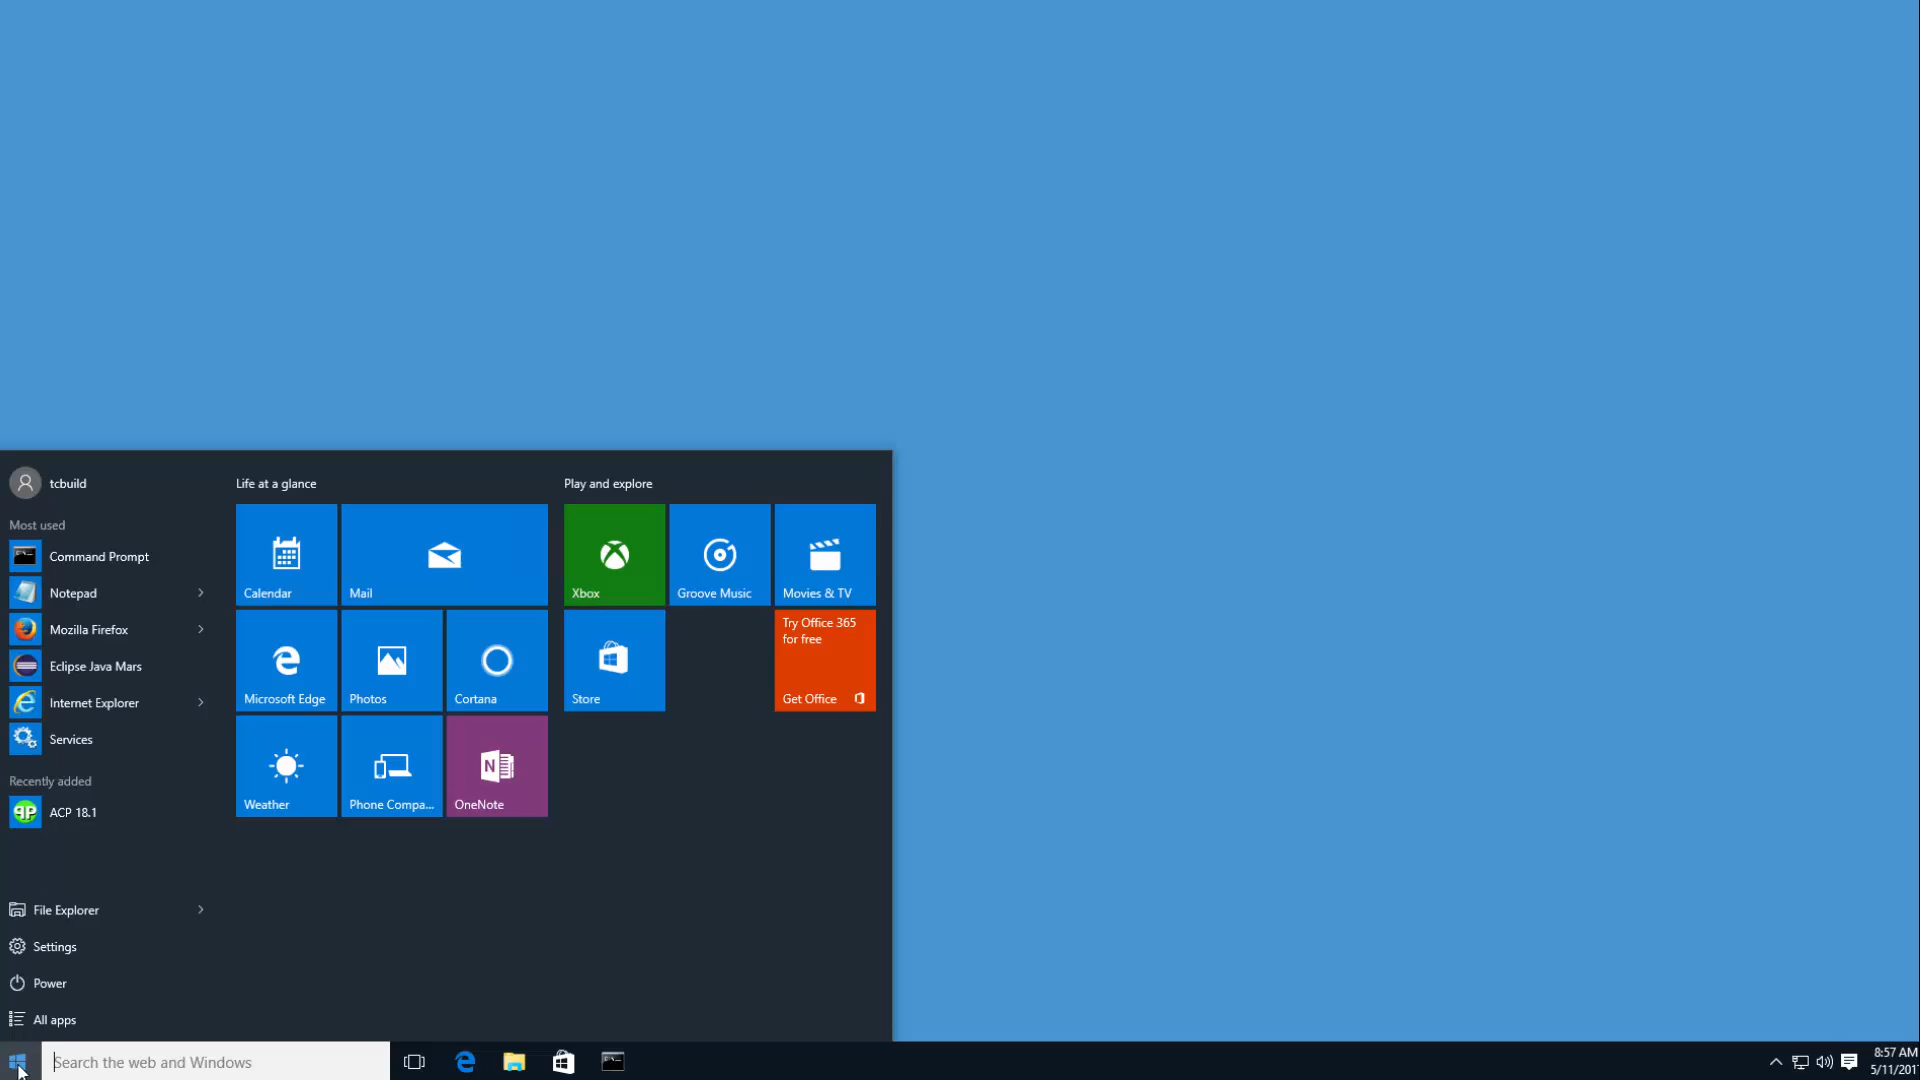 tcbuild
Most used
Command Prompt
Notepad
Mozilla Firefox
Eclipse Java Mars
Internet Explorer
Services
Recently added
ACP 18.1
File Explorer
Settings
Power
All apps
Life at a glance
Calendar
Mail
Microsoft Edge
Photos
Cortana
Weather
Phone Compa...
OneNote
Play and explore
Xbox
Groove Music
Movies & TV
Store
Try Office 365
for free
Get Office
Search the web and Windows
8:57 AM
5/11/201